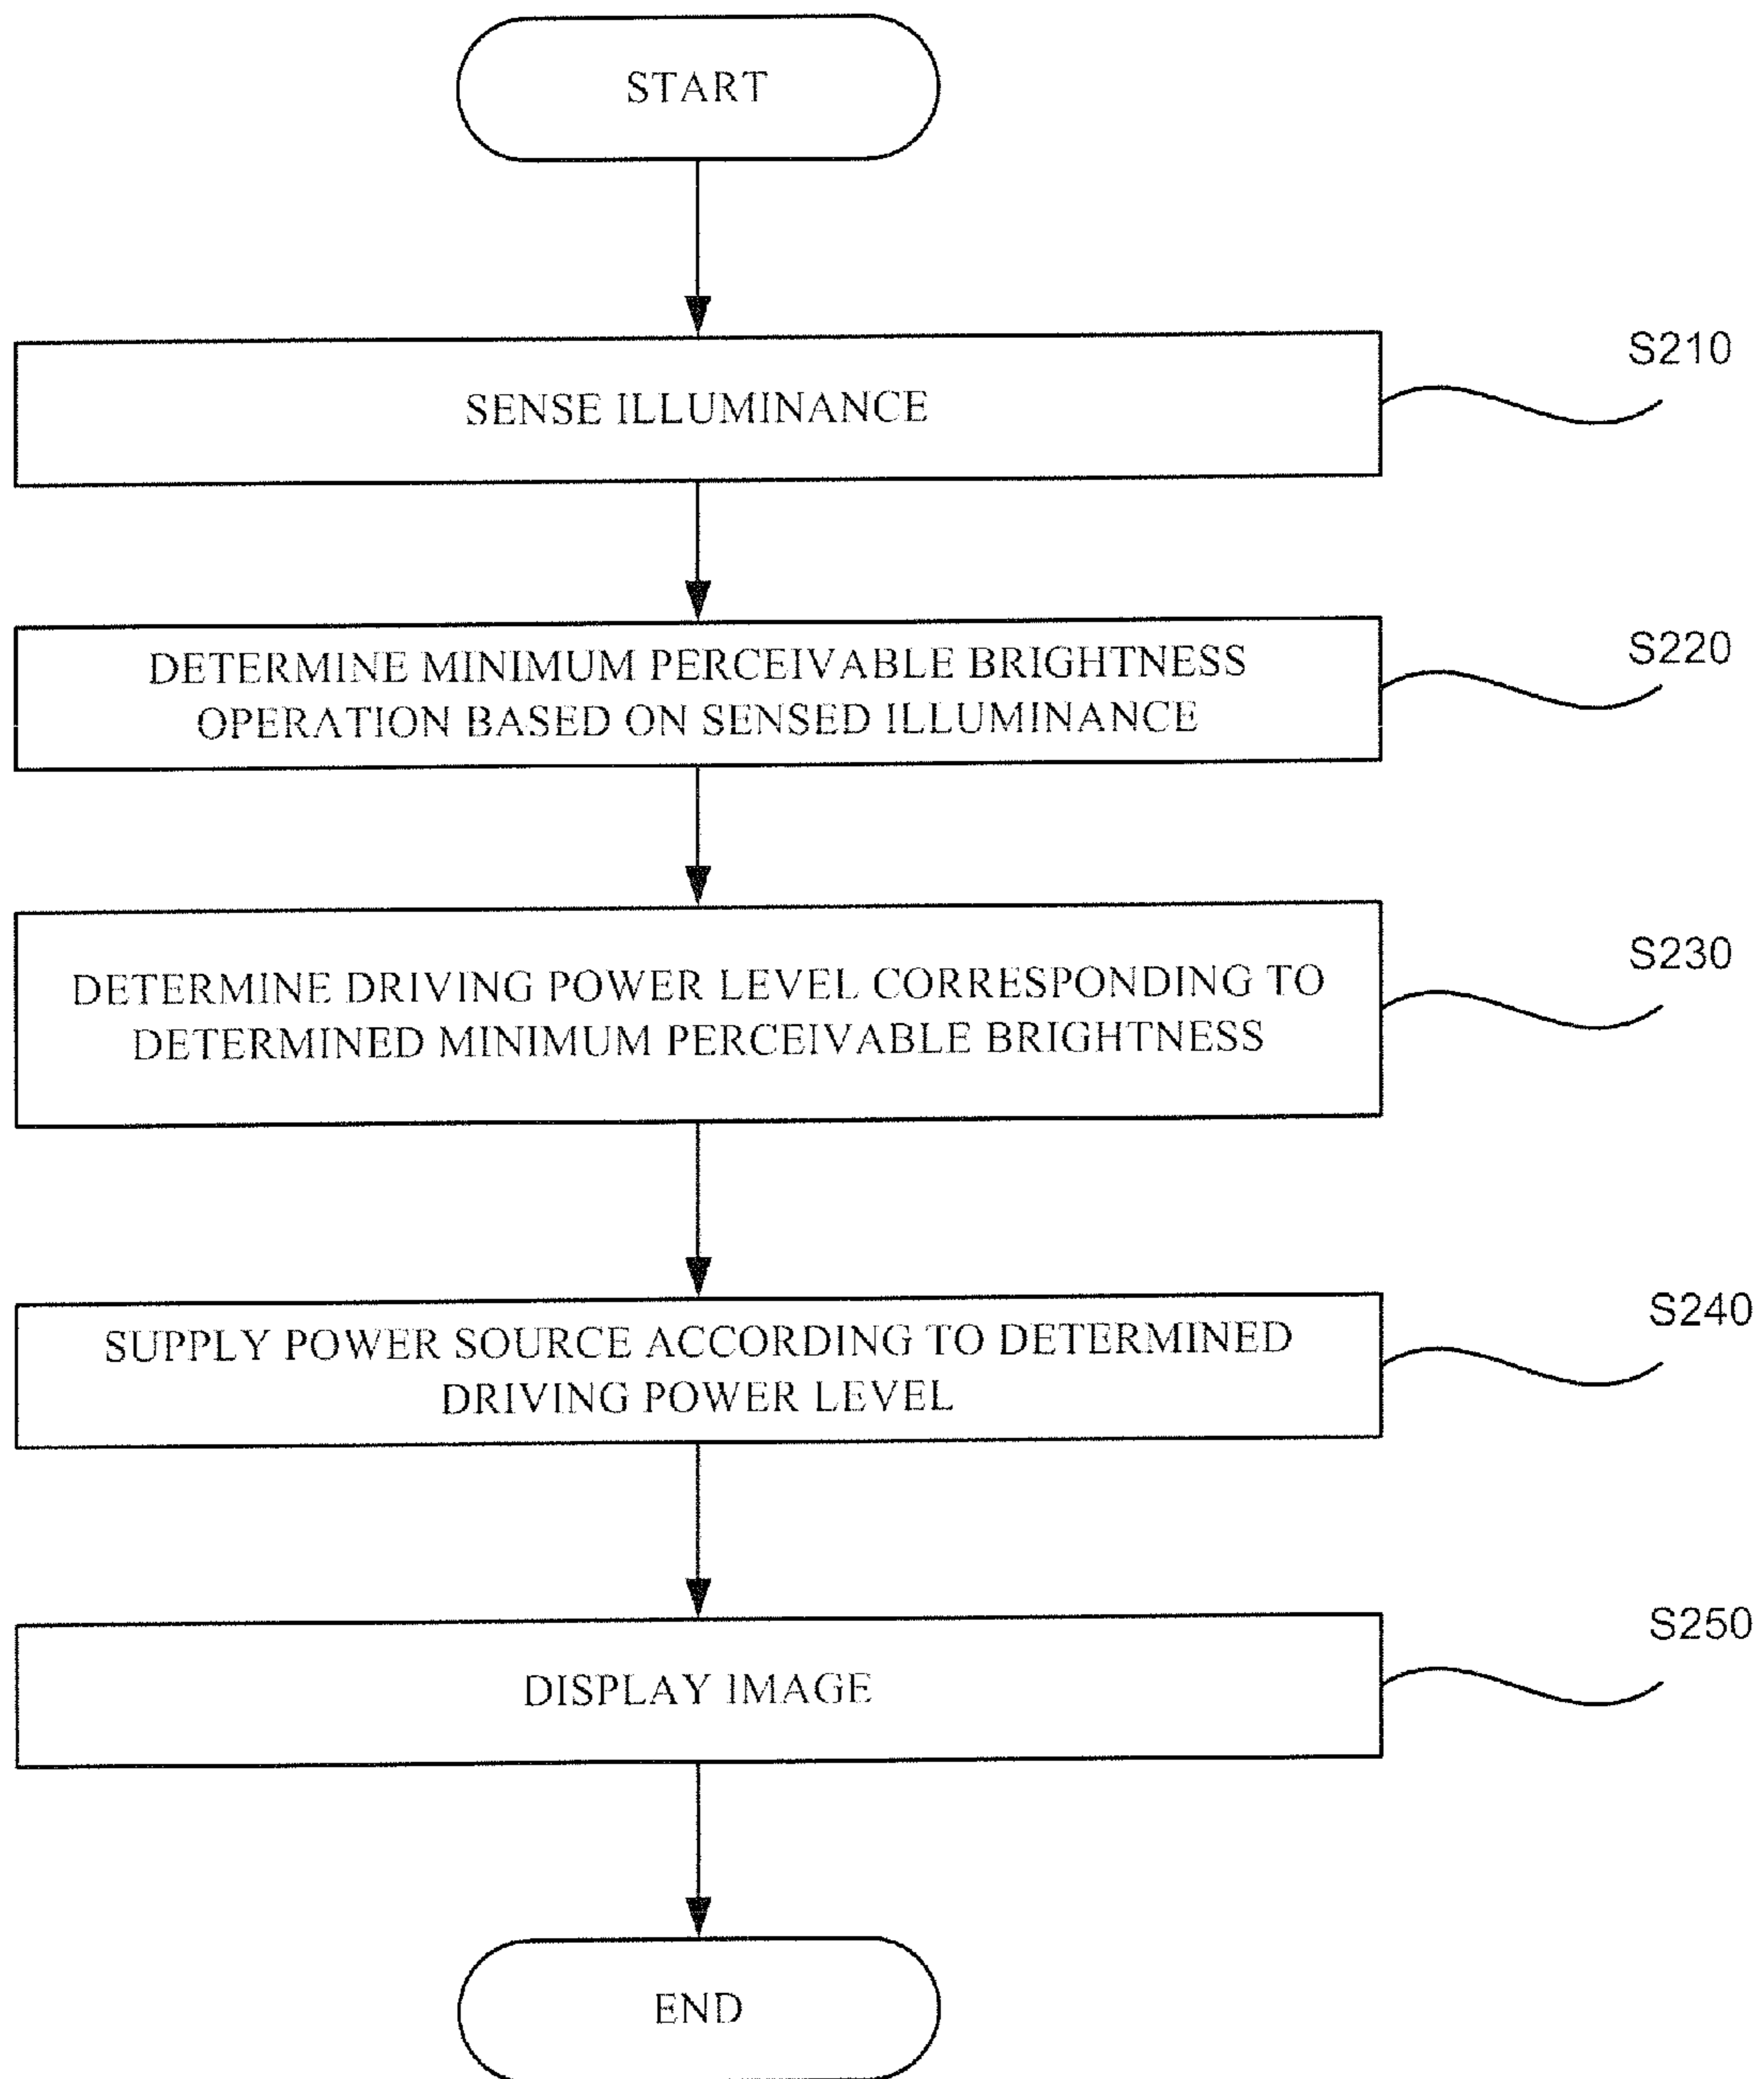 START
S210
SENSE ILLUMINANCE
S220
DETERMINE MINIMUM PERCEIVABLE BRIGHTNESS
OPERATION BASED ON SENSED ILLUMINANCE
S230
DETERMINE DRIVING POWER LEVEL CORRESPONDING TO
DETERMINED MINIMUM PERCEIVABLE BRIGHTNESS
S240
SUPPLY POWER SOURCE ACCORDING TO DETERMINED
DRIVING POWER LEVEL
S250
DISPLAY IMAGE
END